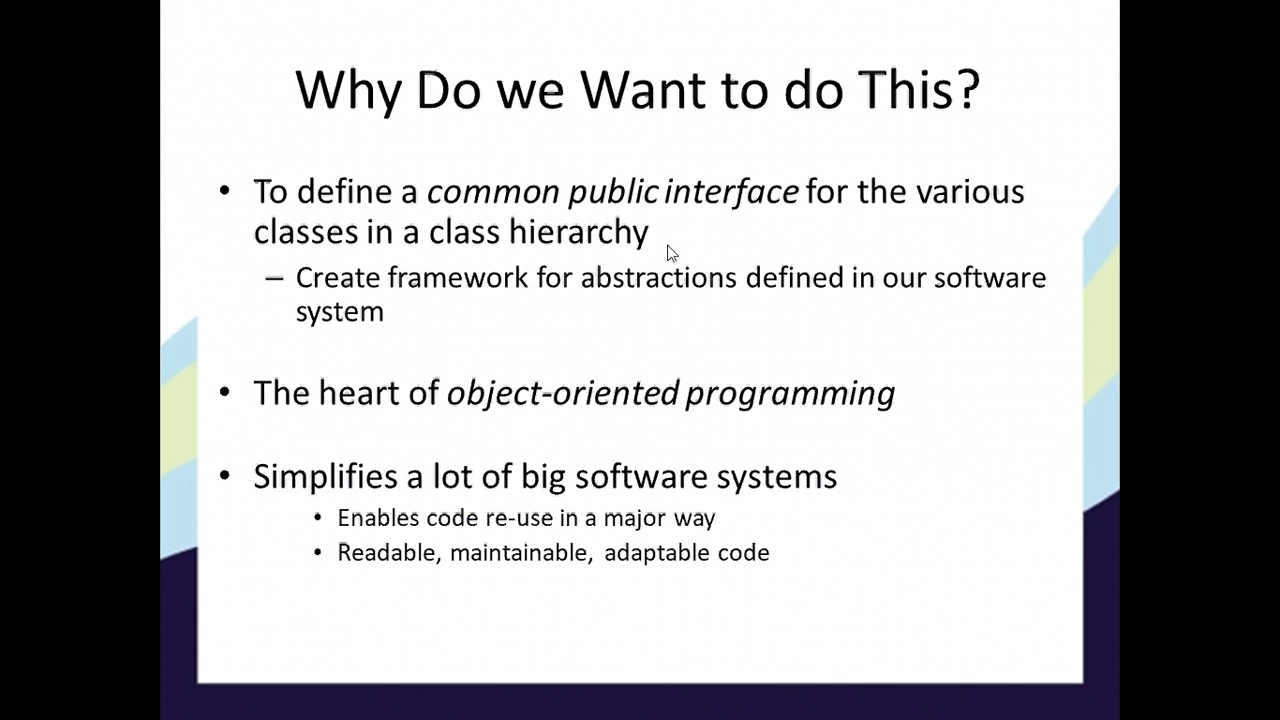 Why Do we Want to do This?
• To define a common public interface for the various
classes in a class hierarchy
– Create framework for abstractions defined in our software
system
• The heart of object-oriented programming
• Simplifies a lot of big software systems
• Enables code re-use in a major way
• Readable, maintainable, adaptable code